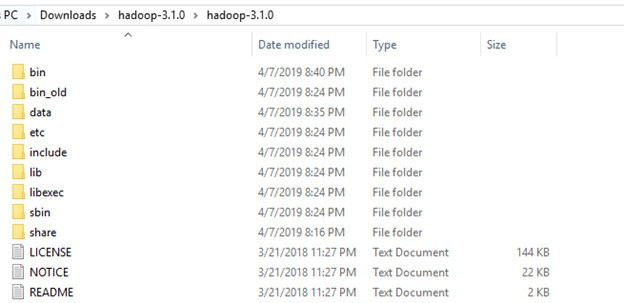 s PC > Downloads > hadoop-3.1.0 > hadoop-3.1.0
Name Date modified Type Size
bin 4/7/2019 8:40 PM File folder
bin_old 4/7/2019 8:24 PM File folder
data 4/7/2019 8:35 PM File folder
etc 4/7/2019 8:24 PM File folder
include 4/7/2019 8:24 PM File folder
lib 4/7/2019 8:24 PM File folder
libexec 4/7/2019 8:24 PM File folder
sbin 4/7/2019 8:24 PM File folder
share 4/7/2019 8:16 PM File folder
LICENSE 3/21/2018 11:27 PM Text Document 144 KB
NOTICE 3/21/2018 11:27 PM Text Document 22 KB
README 3/21/2018 11:27 PM Text Document 2 KB